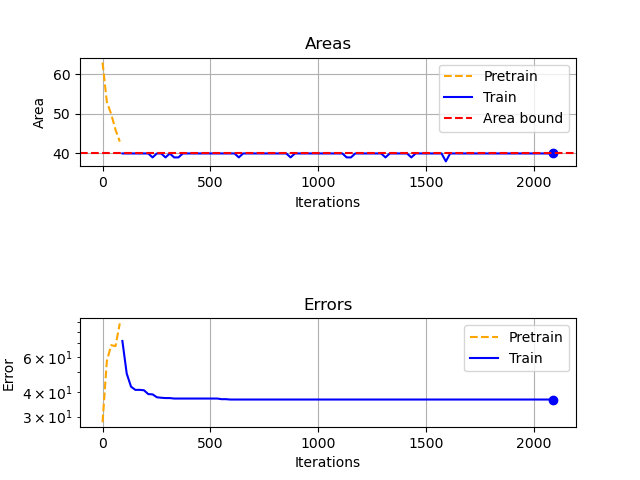 Areas
Area
60
50
40
Pretrain
Train
Area bound
0 500 1000 1500 2000
Iterations
Errors
Error
6 × 10¹
4 × 10¹
3 × 10¹
Pretrain
Train
0 500 1000 1500 2000
Iterations